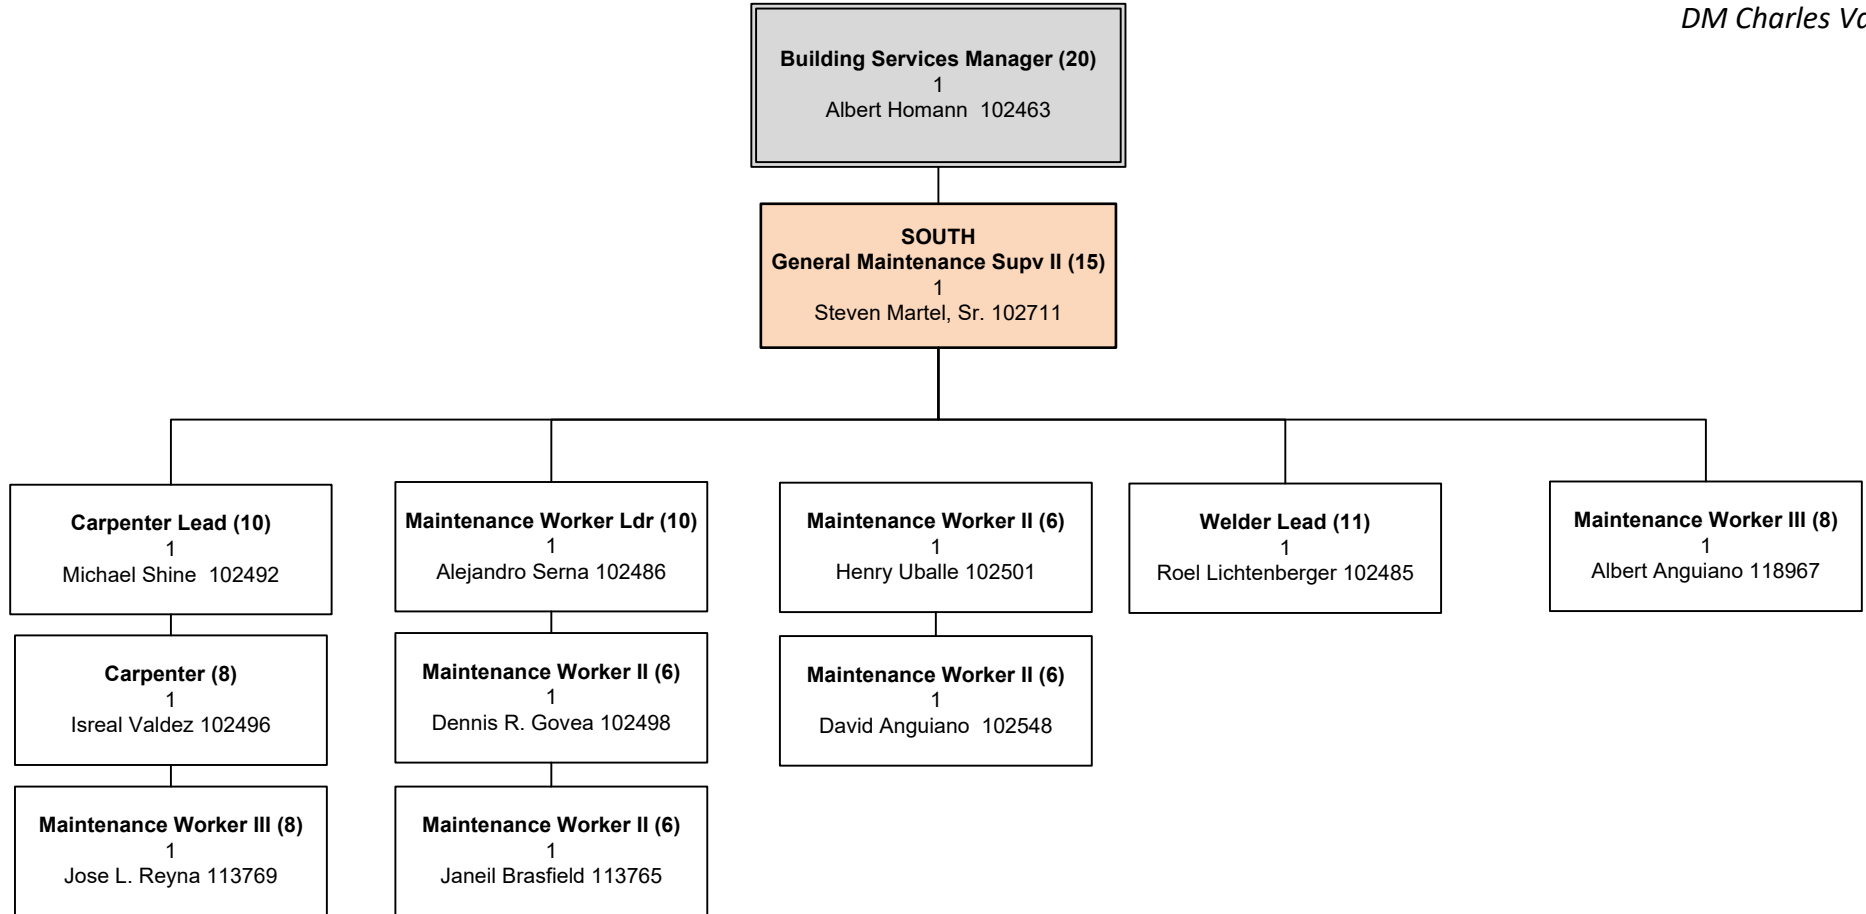 DM Charles
Building Services Manager (20)
1
Albert Homann 102463
SOUTH
General Maintenance Supv II (15)
1
Steven Martel, Sr. 102711
Carpenter Lead (10)
1
Michael Shine 102492
Maintenance Worker Ldr (10)
1
Alejandro Serna 102486
Maintenance Worker II (6)
1
Henry Uballe 102501
Welder Lead (11)
1
Roel Lichtenberger 102485
Maintenance Worker III (8)
1
Albert Anguiano 118967
Carpenter (8)
1
Isreal Valdez 102496
Maintenance Worker II (6)
1
Dennis R. Govea 102498
Maintenance Worker II (6)
1
David Anguiano 102548
Maintenance Worker III (8)
1
Jose L. Reyna 113769
Maintenance Worker II (6)
1
Janeil Brasfield 113765